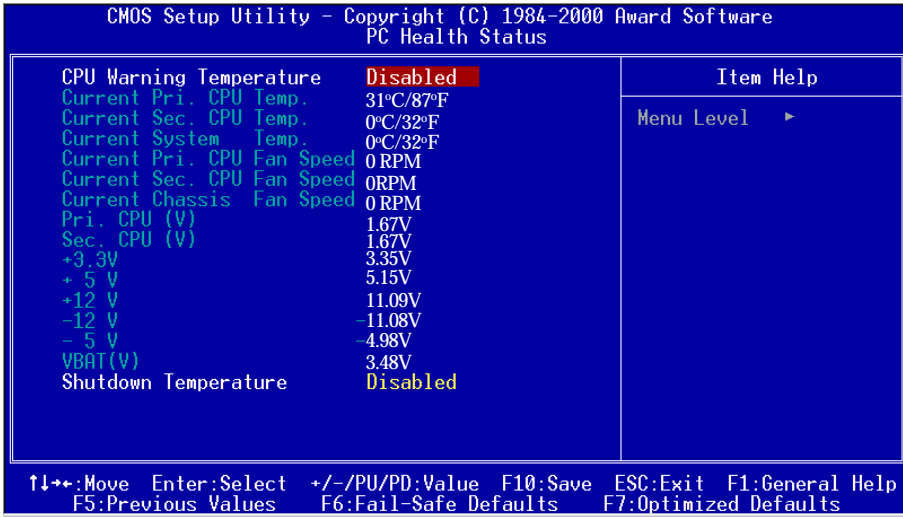 CMOS Setup Utility – Copyright (C) 1984–2000 Award Software
PC Health Status
CPU Warning Temperature Disabled
Current Pri. CPU Temp. 31°C/87°F
Current Sec. CPU Temp. 0°C/32°F
Current System Temp. 0°C/32°F
Current Pri. CPU Fan Speed 0 RPM
Current Sec. CPU Fan Speed 0RPM
Current Chassis Fan Speed 0 RPM
Pri. CPU (V) 1.67V
Sec. CPU (V) 1.67V
+3.3V 3.35V
+ 5 V 5.15V
+12 V 11.09V
–12 V –11.08V
– 5 V –4.98V
VBAT(V) 3.48V
Shutdown Temperature Disabled
Item Help
Menu Level ►
↑↓→←:Move Enter:Select +/-/PU/PD:Value F10:Save ESC:Exit F1:General Help
F5:Previous Values F6:Fail-Safe Defaults F7:Optimized Defaults